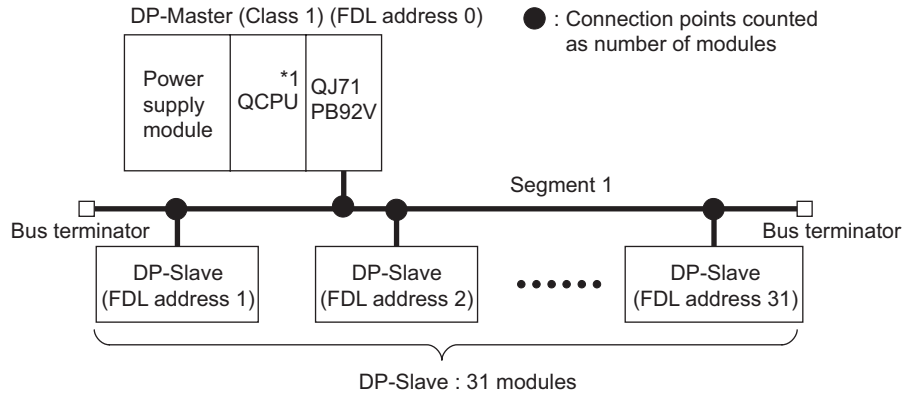 DP-Master (Class 1) (FDL address 0)
● : Connection points counted
as number of modules
Power
supply
module
*1
QCPU
QJ71
PB92V
Segment 1
Bus terminator
Bus terminator
DP-Slave
(FDL address 1)
DP-Slave
(FDL address 2)
••••••
DP-Slave
(FDL address 31)
DP-Slave : 31 modules